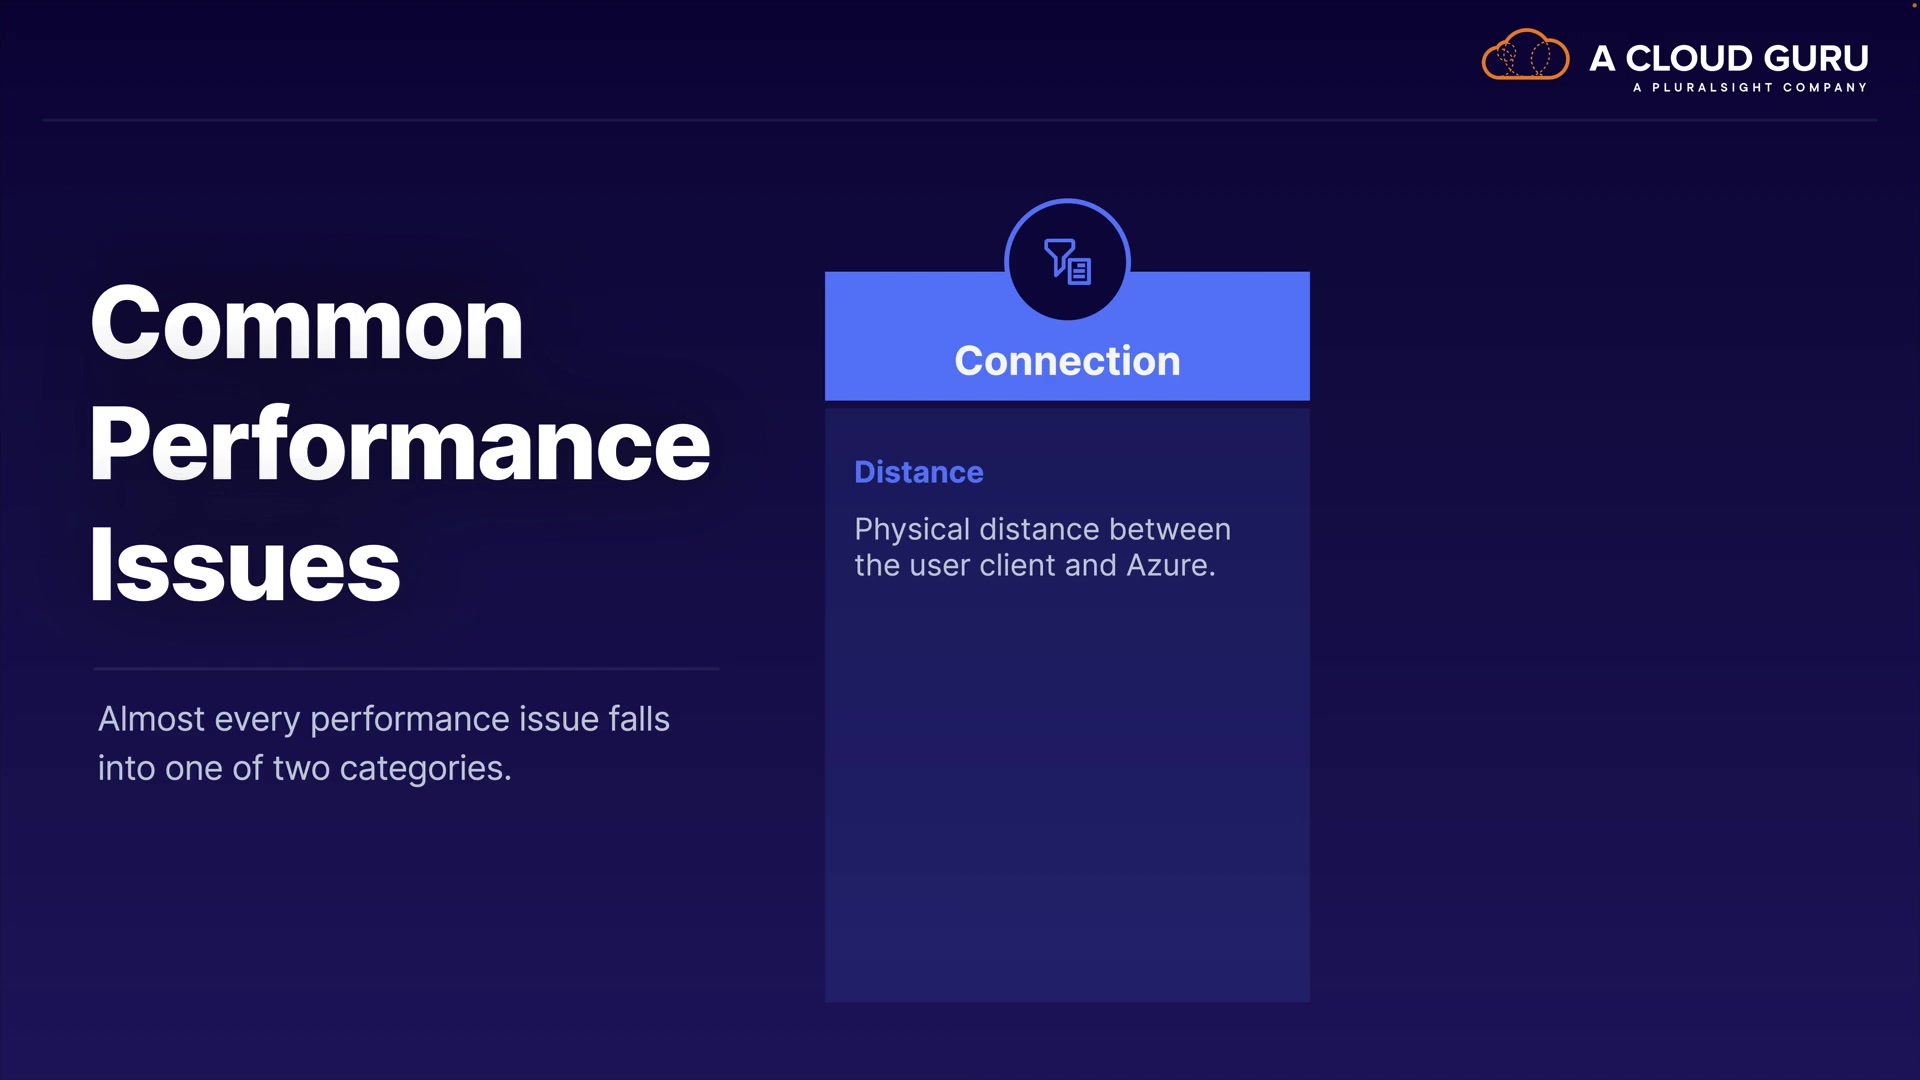 A CLOUD GURU
A PLURALSIGHT COMPANY
Common
Performance
Issues
Almost every performance issue falls
into one of two categories.
Connection
Distance
Physical distance between
the user client and Azure.